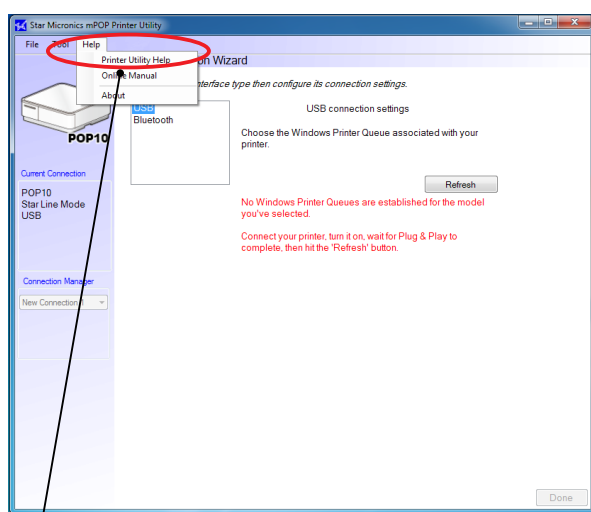 Star Micronics mPOP Printer Utility
File Tool Help
Printer Utility Help
Online Manual
About
on Wizard
nterface type then configure its connection settings.
USB
Bluetooth
USB connection settings
Choose the Windows Printer Queue associated with your
printer.
Refresh
No Windows Printer Queues are established for the model
you've selected.
Connect your printer, turn it on, wait for Plug & Play to
complete, then hit the 'Refresh' button.
POP10
Current Connection
POP10
Star Line Mode
USB
Connection Manager
New Connection 1
Done